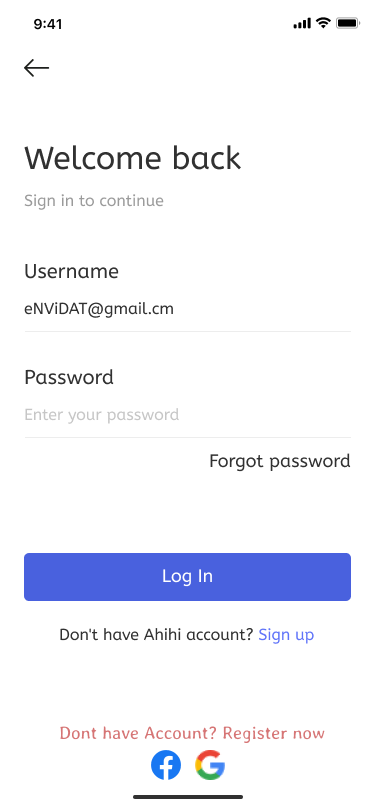 9:41
Welcome back
Sign in to continue
Username
eNViDAT@gmail.cm
Password
Enter your password
Forgot password
Log In
Don't have Ahihi account? Sign up
Dont have Account? Register now